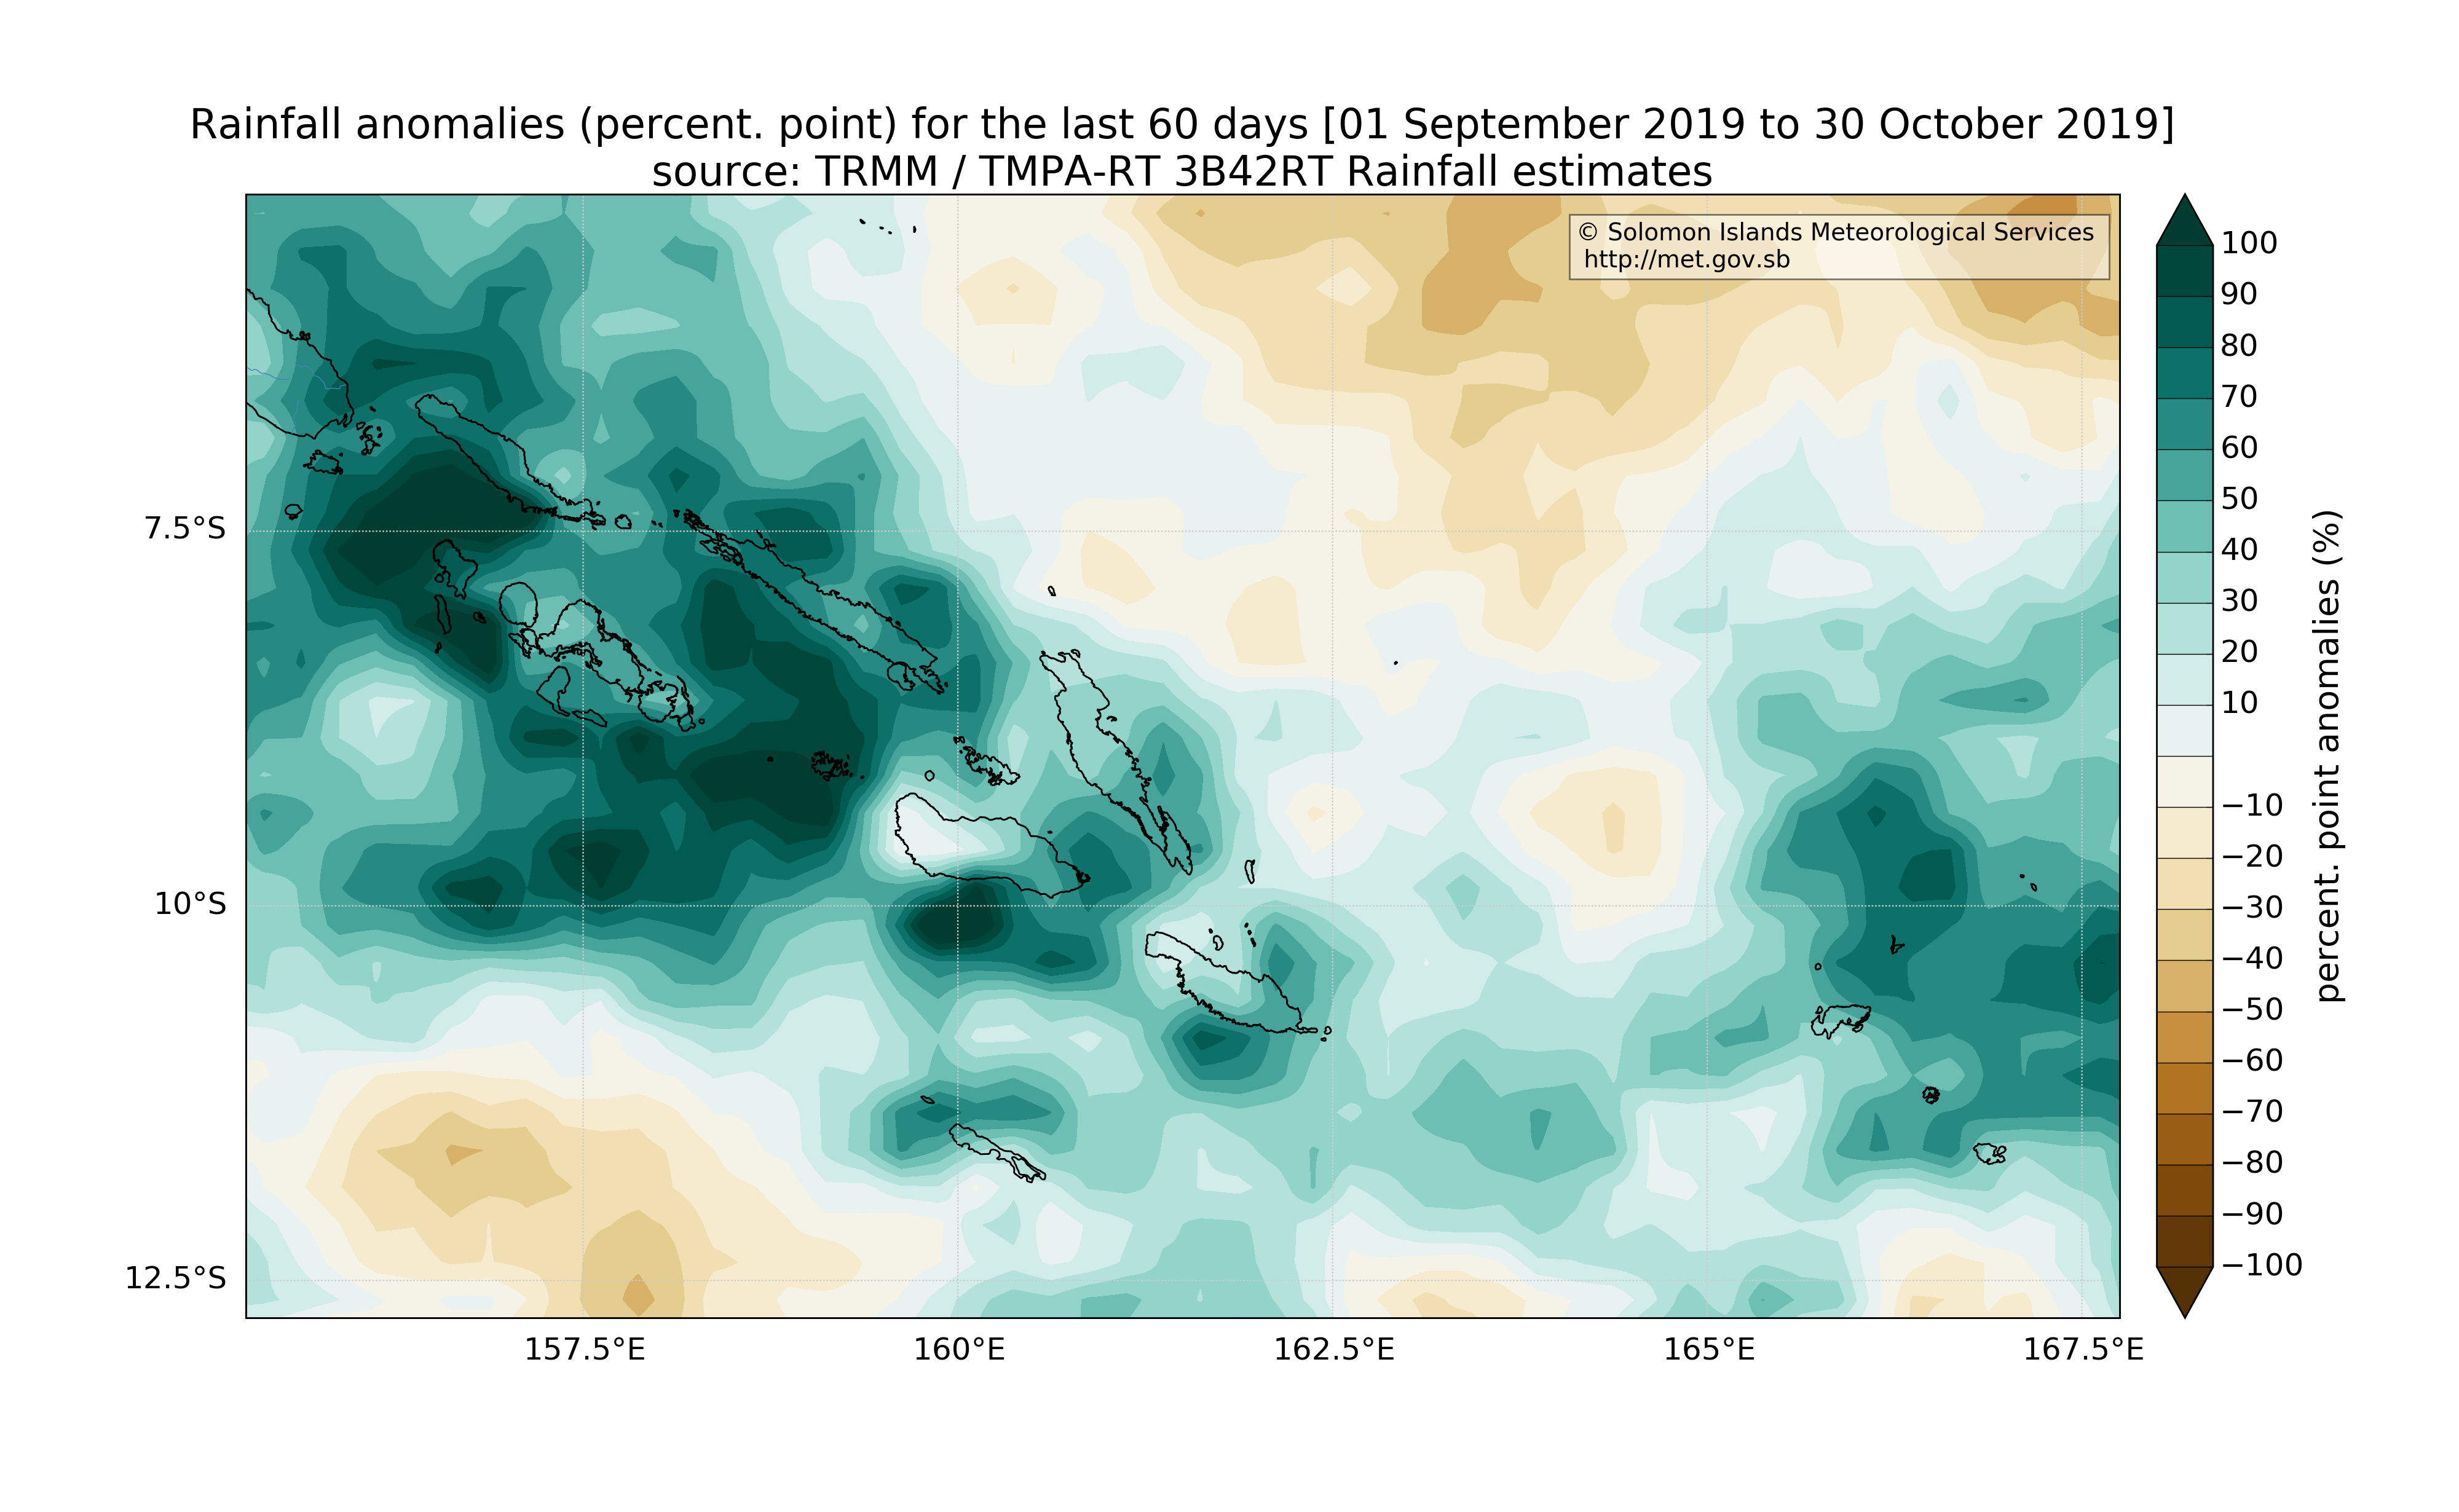 Rainfall anomalies (percent. point) for the last 60 days [01 September 2019 to 30 October 2019]
source: TRMM / TMPA-RT 3B42RT Rainfall estimates
© Solomon Islands Meteorological Services
http://met.gov.sb
7.5°S
10°S
12.5°S
157.5°E
160°E
162.5°E
165°E
167.5°E
100
90
80
70
60
50
40
30
20
10
−10
−20
−30
−40
−50
−60
−70
−80
−90
−100
percent. point anomalies (%)